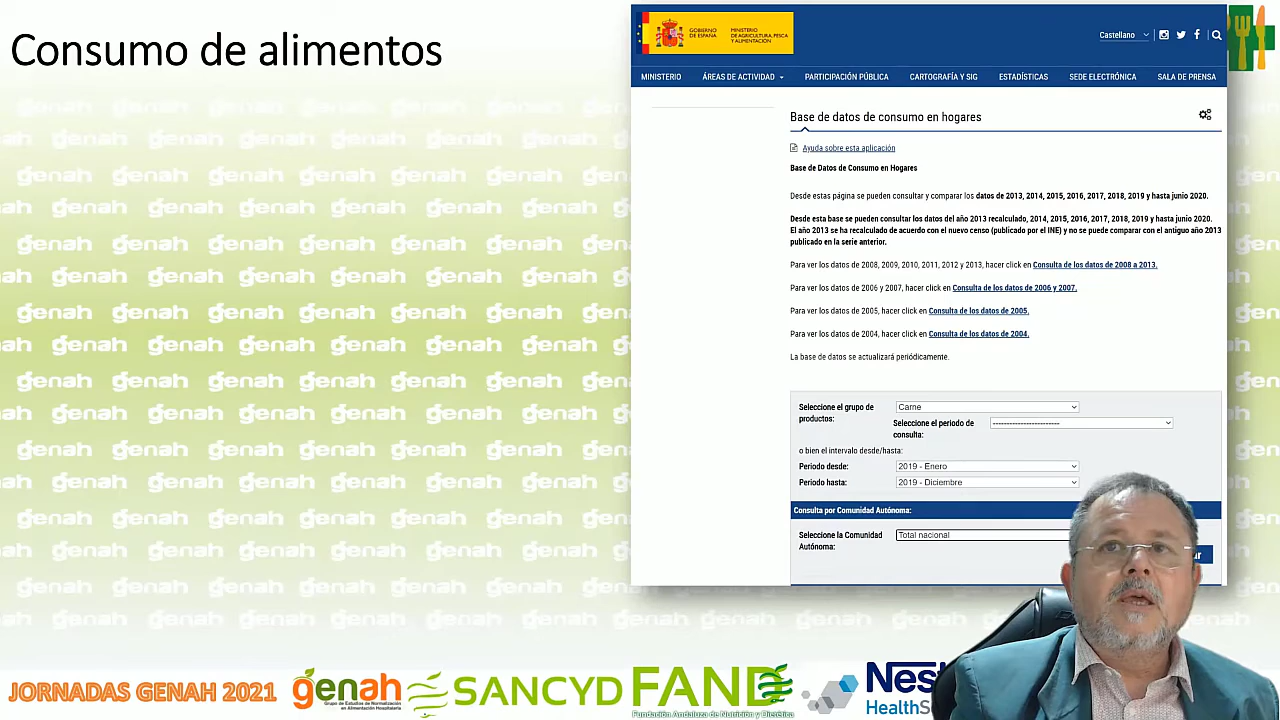 Consumo de alimentos
GOBIERNO
DE ESPAÑA
MINISTERIO
DE AGRICULTURA, PESCA
Y ALIMENTACIÓN
Castellano
MINISTERIO ÁREAS DE ACTIVIDAD PARTICIPACIÓN PÚBLICA CARTOGRAFÍA Y SIG ESTADÍSTICAS SEDE ELECTRÓNICA SALA DE PRENSA
Base de datos de consumo en hogares
Ayuda sobre esta aplicación
Base de Datos de Consumo en Hogares
Desde estas página se pueden consultar y comparar los datos de 2013, 2014, 2015, 2016, 2017, 2018, 2019 y hasta junio 2020.
Desde esta base se pueden consultar los datos del año 2013 recalculado, 2014, 2015, 2016, 2017, 2018, 2019 y hasta junio 2020.
El año 2013 se ha recalculado de acuerdo con el nuevo censo (publicado por el INE) y no se puede comparar con el antiguo año 2013
publicado en la serie anterior.
Para ver los datos de 2008, 2009, 2010, 2011, 2012 y 2013, hacer click en Consulta de los datos de 2008 a 2013.
Para ver los datos de 2006 y 2007, hacer click en Consulta de los datos de 2006 y 2007.
Para ver los datos de 2005, hacer click en Consulta de los datos de 2005.
Para ver los datos de 2004, hacer click en Consulta de los datos de 2004.
La base de datos se actualizará periódicamente.
Seleccione el grupo de
productos:
Carne
Seleccione el periodo de
consulta:
------------------------
o bien el intervalo desde/hasta:
Periodo desde: 2019 - Enero
Periodo hasta: 2019 - Diciembre
Consulta por Comunidad Autónoma:
Seleccione la Comunidad
Autónoma:
Total nacional
JORNADAS GENAH 2021
genah
Grupo de Estudios de Normalización
en Alimentación Hospitalaria
SANCYD
FAND
Fundación Andaluza de Nutrición y Dietética